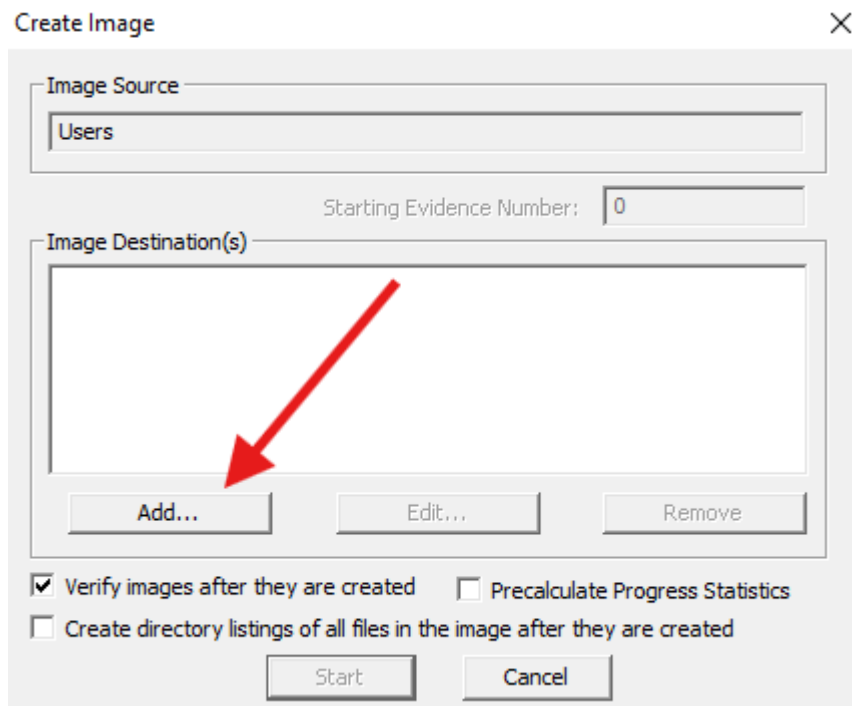 Create Image
Image Source
Users
Starting Evidence Number: 0
Image Destination(s)
Add... Edit... Remove
Verify images after they are created Precalculate Progress Statistics
Create directory listings of all files in the image after they are created
Start Cancel